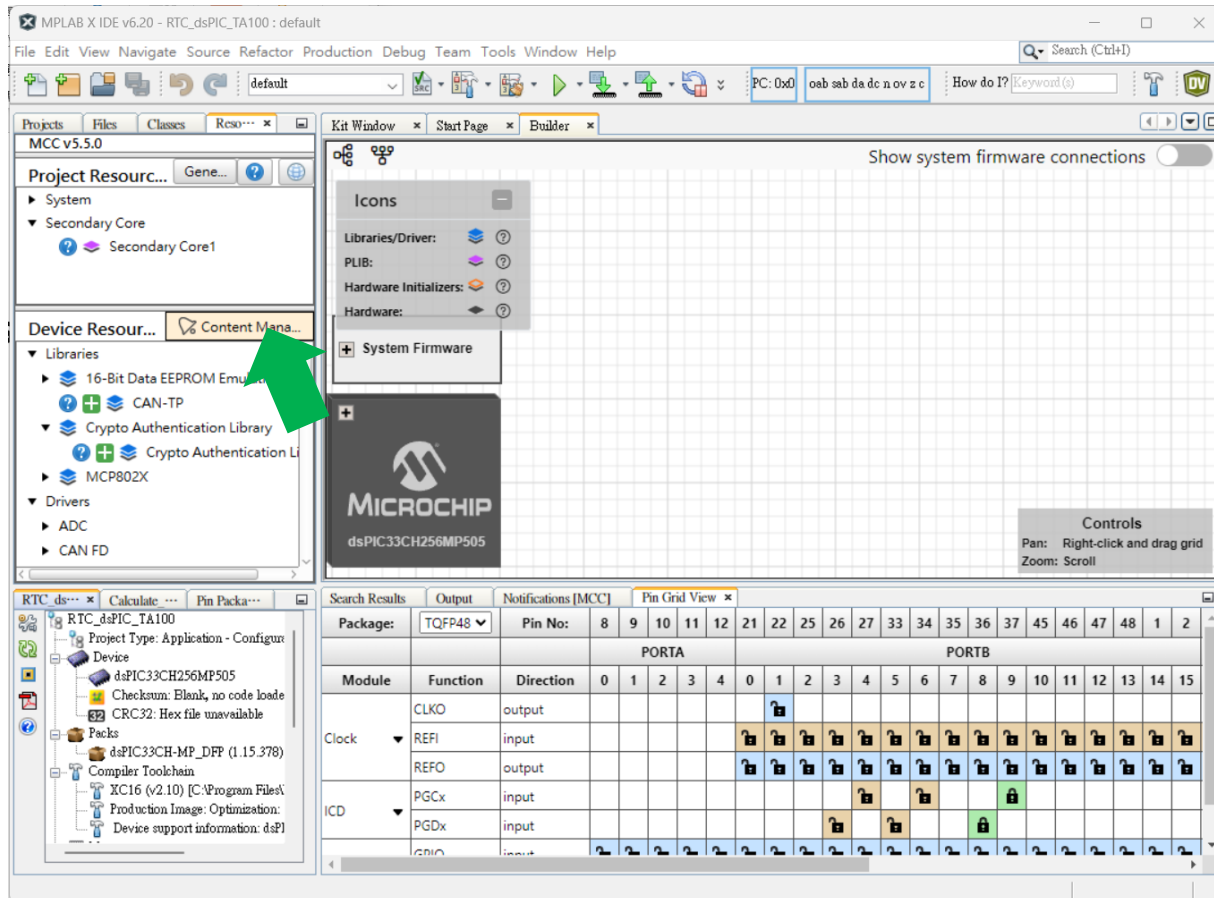 MPLAB X IDE v6.20 - RTC_dsPIC_TA100 : default
File Edit View Navigate Source Refactor Production Debug Team Tools Window Help
Search (Ctrl+I)
default
PC: 0x0
oab sab da dc n ov z c
How do I?
Keyword(s)
DV
Projects
Files
Classes
Reso···
MCC v5.5.0
Project Resourc...
Gene...
System
Secondary Core
Secondary Core1
Device Resour...
Content Mana...
Libraries
16-Bit Data EEPROM
CAN-TP
Crypto Authentication Library
Crypto Authentication Li
MCP802X
Drivers
ADC
CAN FD
Kit Window
Start Page
Builder
Show system firmware connections
Icons
Libraries/Driver:
PLIB:
Hardware Initializers:
Hardware:
System Firmware
MICROCHIP
dsPIC33CH256MP505
Controls
Pan: Right-click and drag grid
Zoom: Scroll
RTC_ds···
Calculate_···
Pin Packa···
RTC_dsPIC_TA100
Project Type: Application - Configura
Device
dsPIC33CH256MP505
Checksum: Blank, no code loade
CRC32: Hex file unavailable
Packs
dsPIC33CH-MP_DFP (1.15.378)
Compiler Toolchain
XC16 (v2.10) [C:\Program Files\
Production Image: Optimization:
Device support information: dsPI
Search Results
Output
Notifications [MCC]
Pin Grid View
Package: TQFP48 Pin No: 8 9 10 11 12 21 22 25 26 27 33 34 35 36 37 45 46 47 48 1 2
PORTA PORTB
Module Function Direction 0 1 2 3 4 0 1 2 3 4 5 6 7 8 9 10 11 12 13 14 15
CLKO output
Clock REFI input
REFO output
PGCx input
ICD
PGDx input
GPIO input